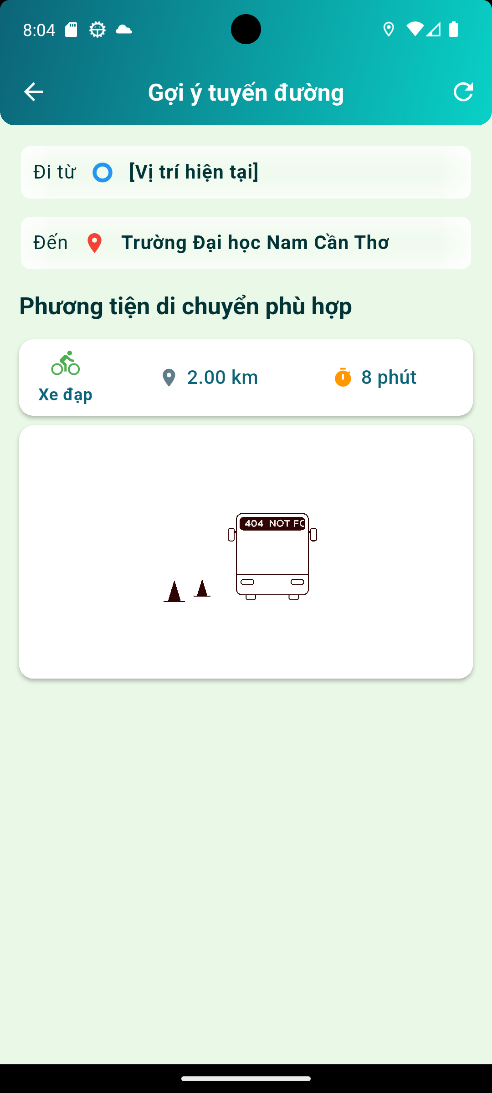 8:04
Gợi ý tuyến đường
Đi từ [Vị trí hiện tại]
Đến Trường Đại học Nam Cần Thơ
Phương tiện di chuyển phù hợp
Xe đạp 2.00 km 8 phút
404 NOT FO